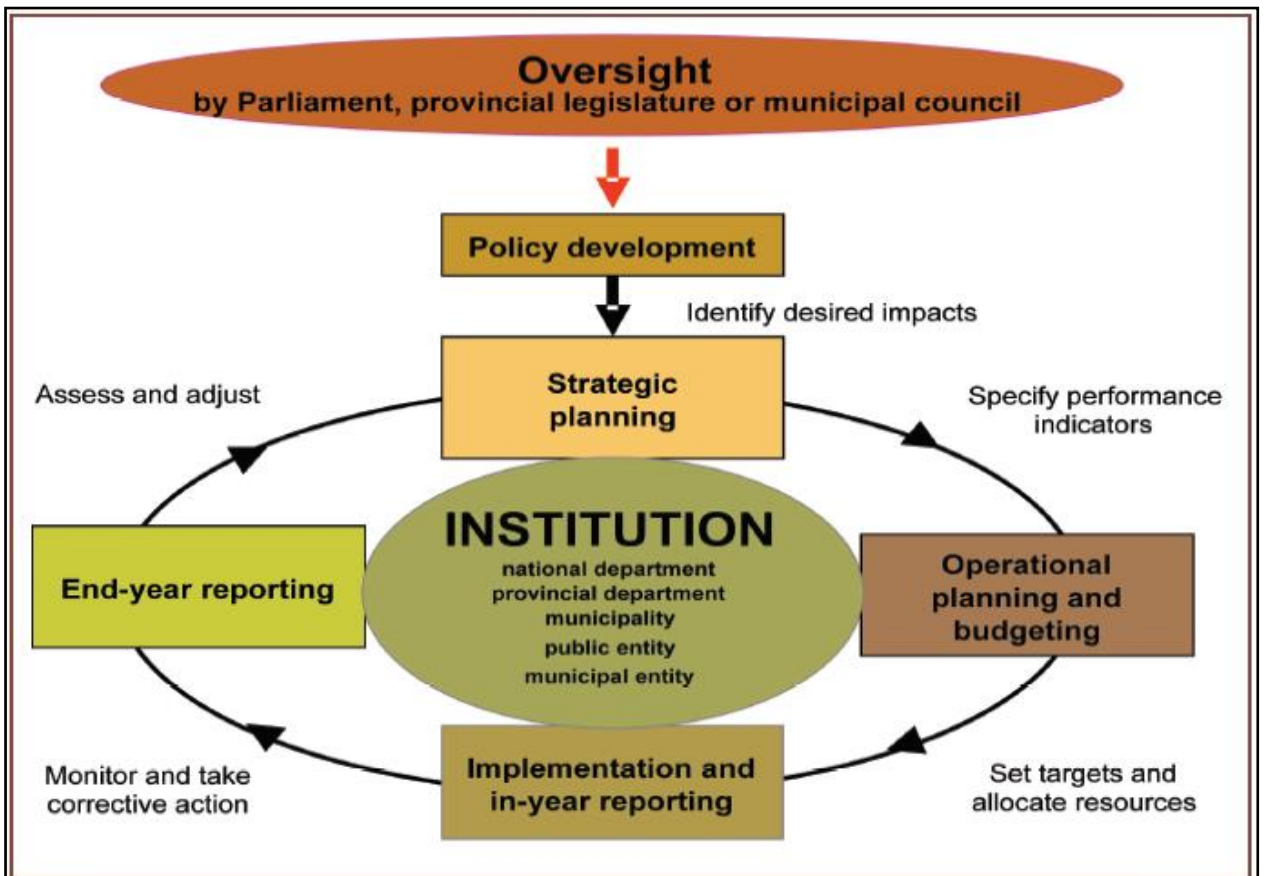 Oversight
by Parliament, provincial legislature or municipal council
Policy development
Identify desired impacts
Strategic
planning
Assess and adjust
Specify performance
indicators
INSTITUTION
national department
provincial department
municipality
public entity
municipal entity
End-year reporting
Operational
planning and
budgeting
Implementation and
in-year reporting
Monitor and take
corrective action
Set targets and
allocate resources